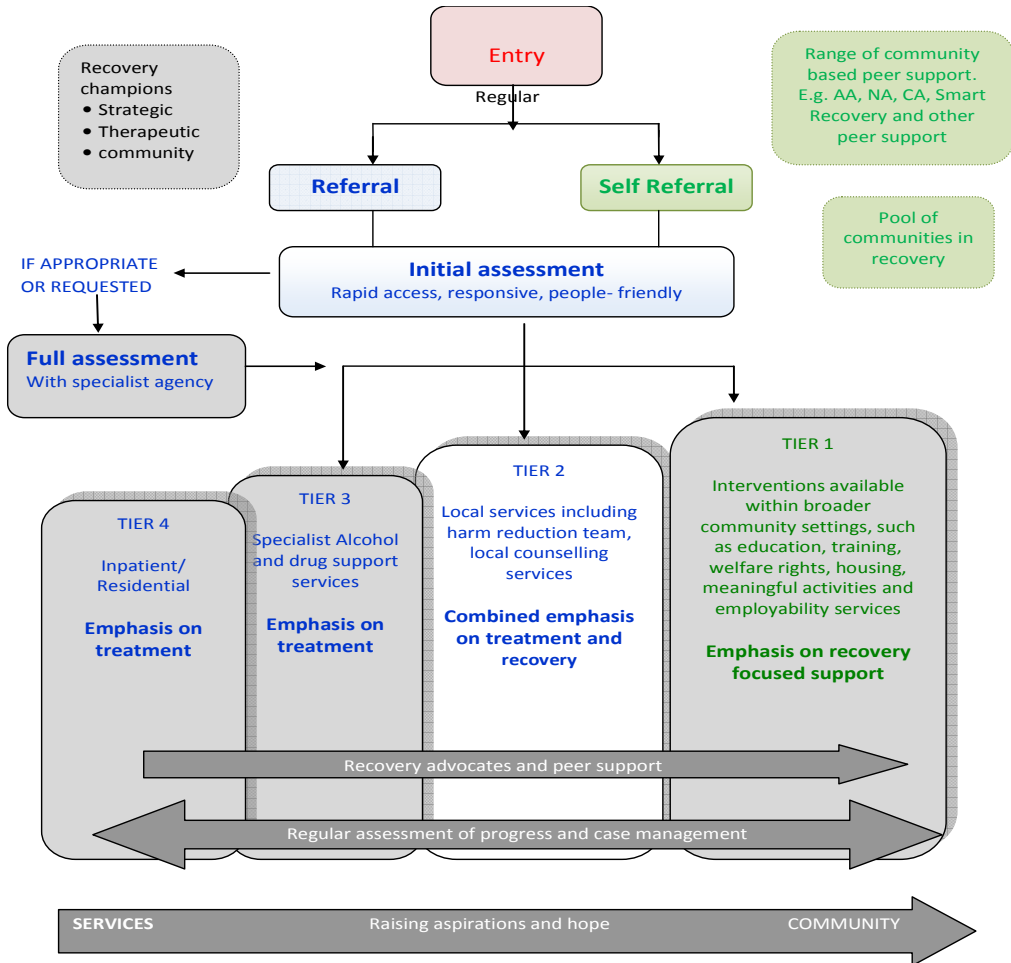 Entry
Regular
Recovery
champions
• Strategic
• Therapeutic
• community
Range of community
based peer support.
E.g. AA, NA, CA, Smart
Recovery and other
peer support
Referral
Self Referral
Pool of
communities in
recovery
IF APPROPRIATE
OR REQUESTED
Initial assessment
Rapid access, responsive, people- friendly
Full assessment
With specialist agency
TIER 4
Inpatient/
Residential
Emphasis on
treatment
TIER 3
Specialist Alcohol
and drug support
services
Emphasis on
treatment
TIER 2
Local services including
harm reduction team,
local counselling
services
Combined emphasis
on treatment and
recovery
TIER 1
Interventions available
within broader
community settings, such
as education, training,
welfare rights, housing,
meaningful activities and
employability services
Emphasis on recovery
focused support
Recovery advocates and peer support
Regular assessment of progress and case management
SERVICES Raising aspirations and hope COMMUNITY